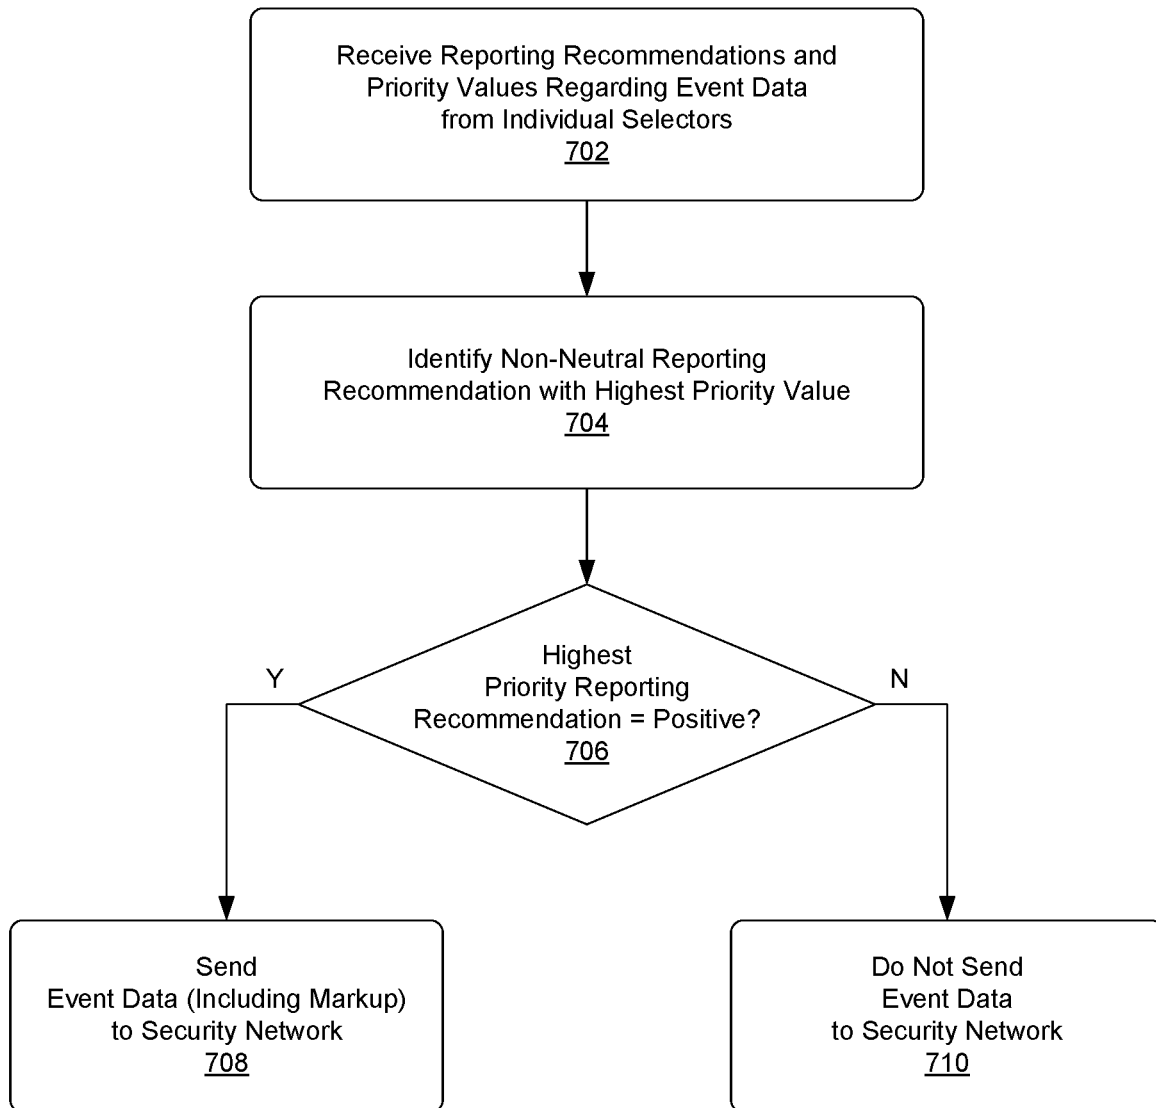 Receive Reporting Recommendations and
Priority Values Regarding Event Data
from Individual Selectors
702
Identify Non-Neutral Reporting
Recommendation with Highest Priority Value
704
Highest
Priority Reporting
Recommendation = Positive?
706
Y
N
Send
Event Data (Including Markup)
to Security Network
708
Do Not Send
Event Data
to Security Network
710